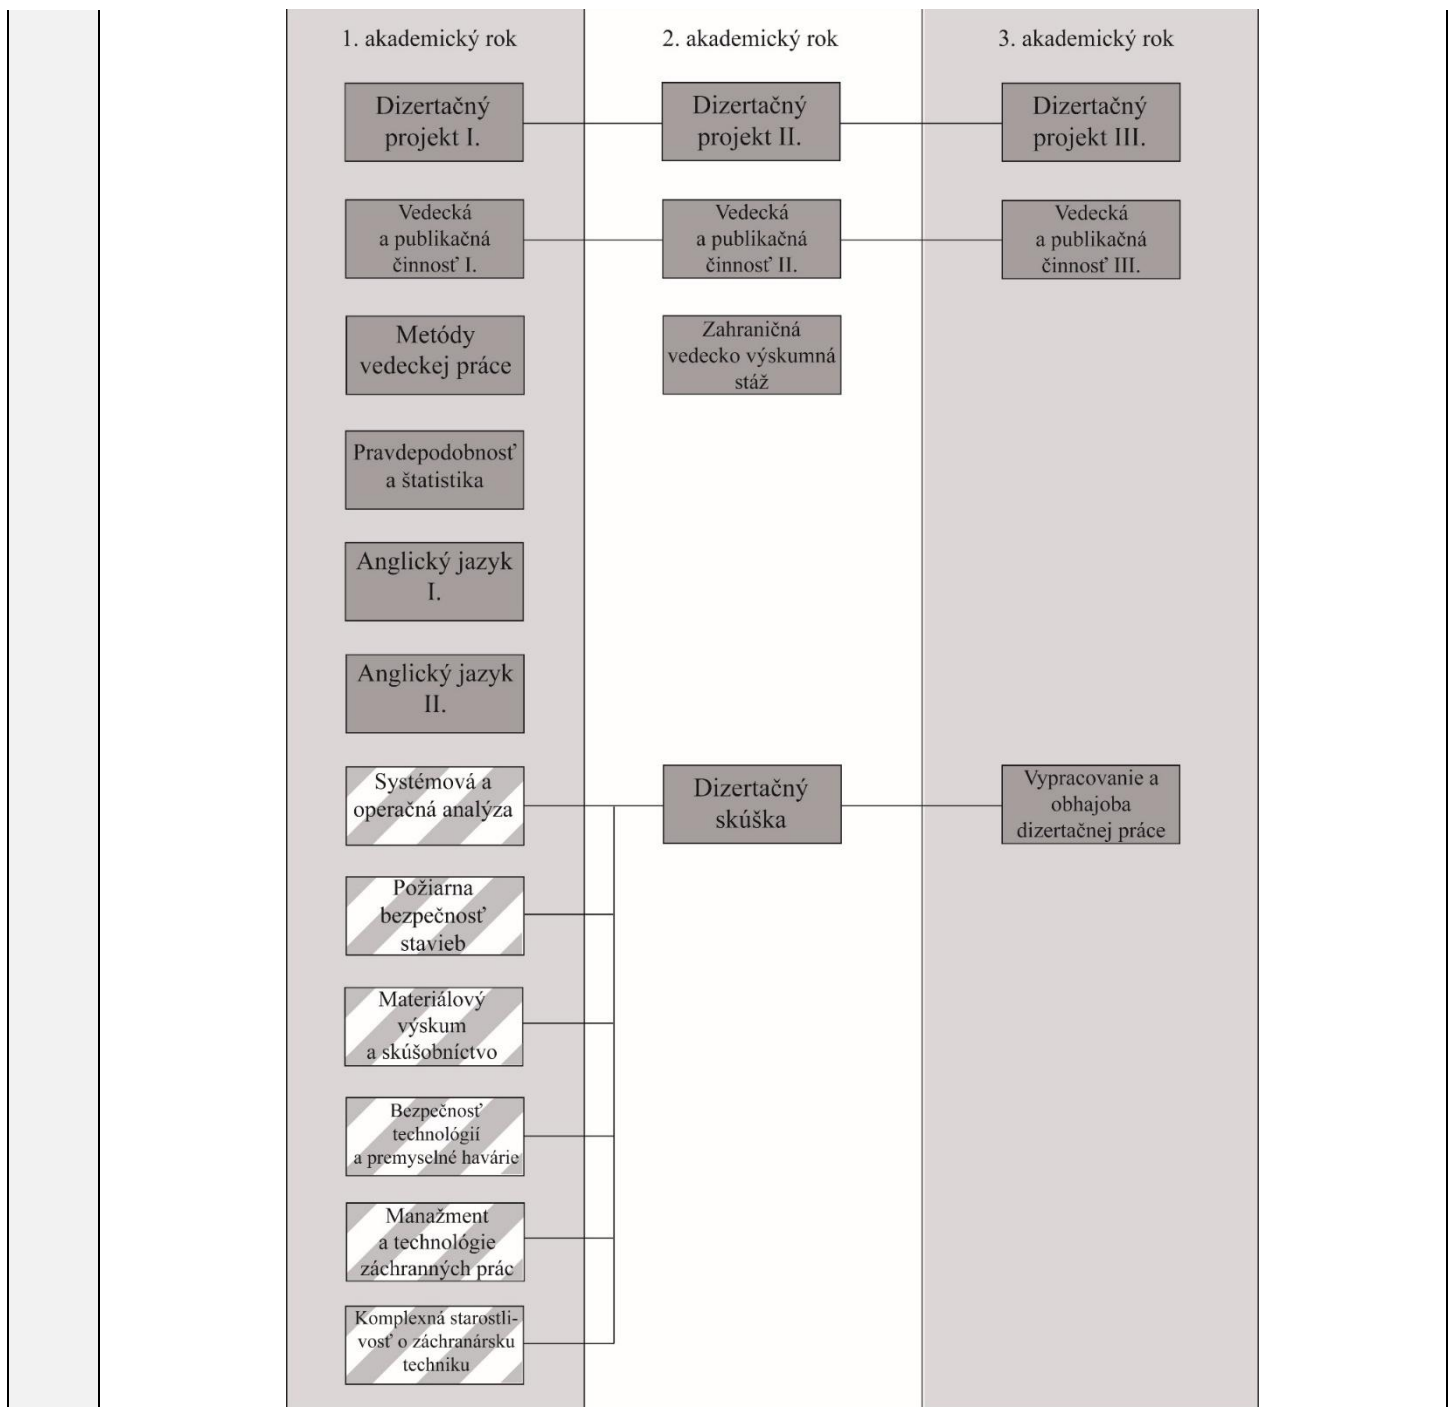 1. akademický rok
2. akademický rok
3. akademický rok
Dizertačný
projekt I.
Dizertačný
projekt II.
Dizertačný
projekt III.
Vedecká
a publikačná
činnosť I.
Vedecká
a publikačná
činnosť II.
Vedecká
a publikačná
činnosť III.
Metódy
vedeckej práce
Zahraničná
vedecko výskumná
stáž
Pravdepodobnosť
a štatistika
Anglický jazyk
I.
Anglický jazyk
II.
Systémová a
operačná analýza
Dizertačný
skúška
Vypracovanie a
obhajoba
dizertačnej práce
Požiarna
bezpečnosť
stavieb
Materiálový
výskum
a skúšobníctvo
Bezpečnosť
technológií
a premyselné havárie
Manažment
a technológie
záchranných prác
Komplexná starostli-
vosť o záchranársku
techniku